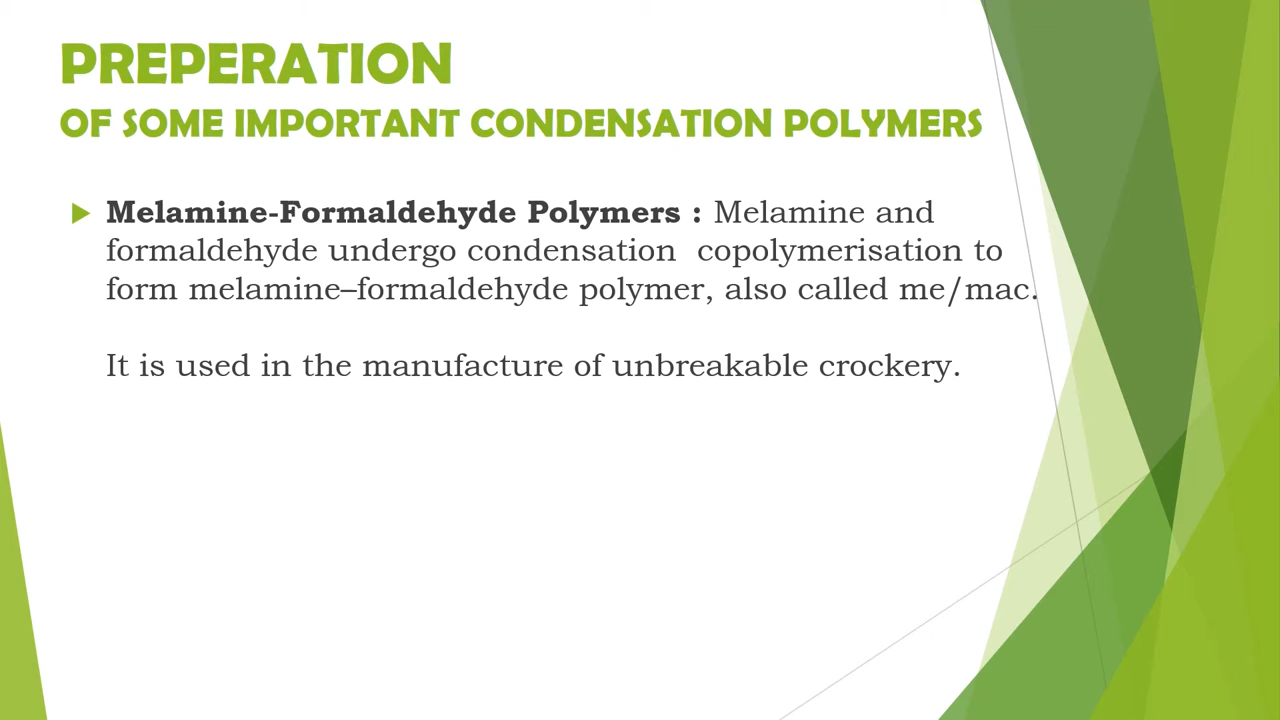 PREPERATION
OF SOME IMPORTANT CONDENSATION POLYMERS
Melamine-Formaldehyde Polymers : Melamine and
formaldehyde undergo condensation copolymerisation to
form melamine–formaldehyde polymer, also called me/mac.
It is used in the manufacture of unbreakable crockery.